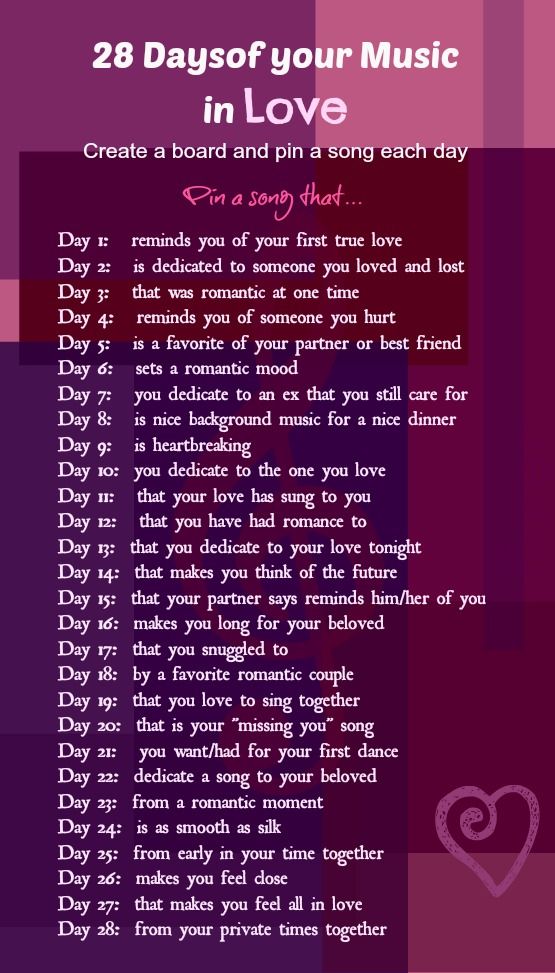 28 Daysof your Music
in Love
Create a board and pin a song each day
Pin a song that...
Day 1: reminds you of your first true love
Day 2: is dedicated to someone you loved and lost
Day 3: that was romantic at one time
Day 4: reminds you of someone you hurt
Day 5: is a favorite of your partner or best friend
Day 6: sets a romantic mood
Day 7: you dedicate to an ex that you still care for
Day 8: is nice background music for a nice dinner
Day 9: is heartbreaking
Day 10: you dedicate to the one you love
Day 11: that your love has sung to you
Day 12: that you have had romance to
Day 13: that you dedicate to your love tonight
Day 14: that makes you think of the future
Day 15: that your partner says reminds him/her of you
Day 16: makes you long for your beloved
Day 17: that you snuggled to
Day 18: by a favorite romantic couple
Day 19: that you love to sing together
Day 20: that is your "missing you" song
Day 21: you want/had for your first dance
Day 22: dedicate a song to your beloved
Day 23: from a romantic moment
Day 24: is as smooth as silk
Day 25: from early in your time together
Day 26: makes you feel close
Day 27: that makes you feel all in love
Day 28: from your private times together